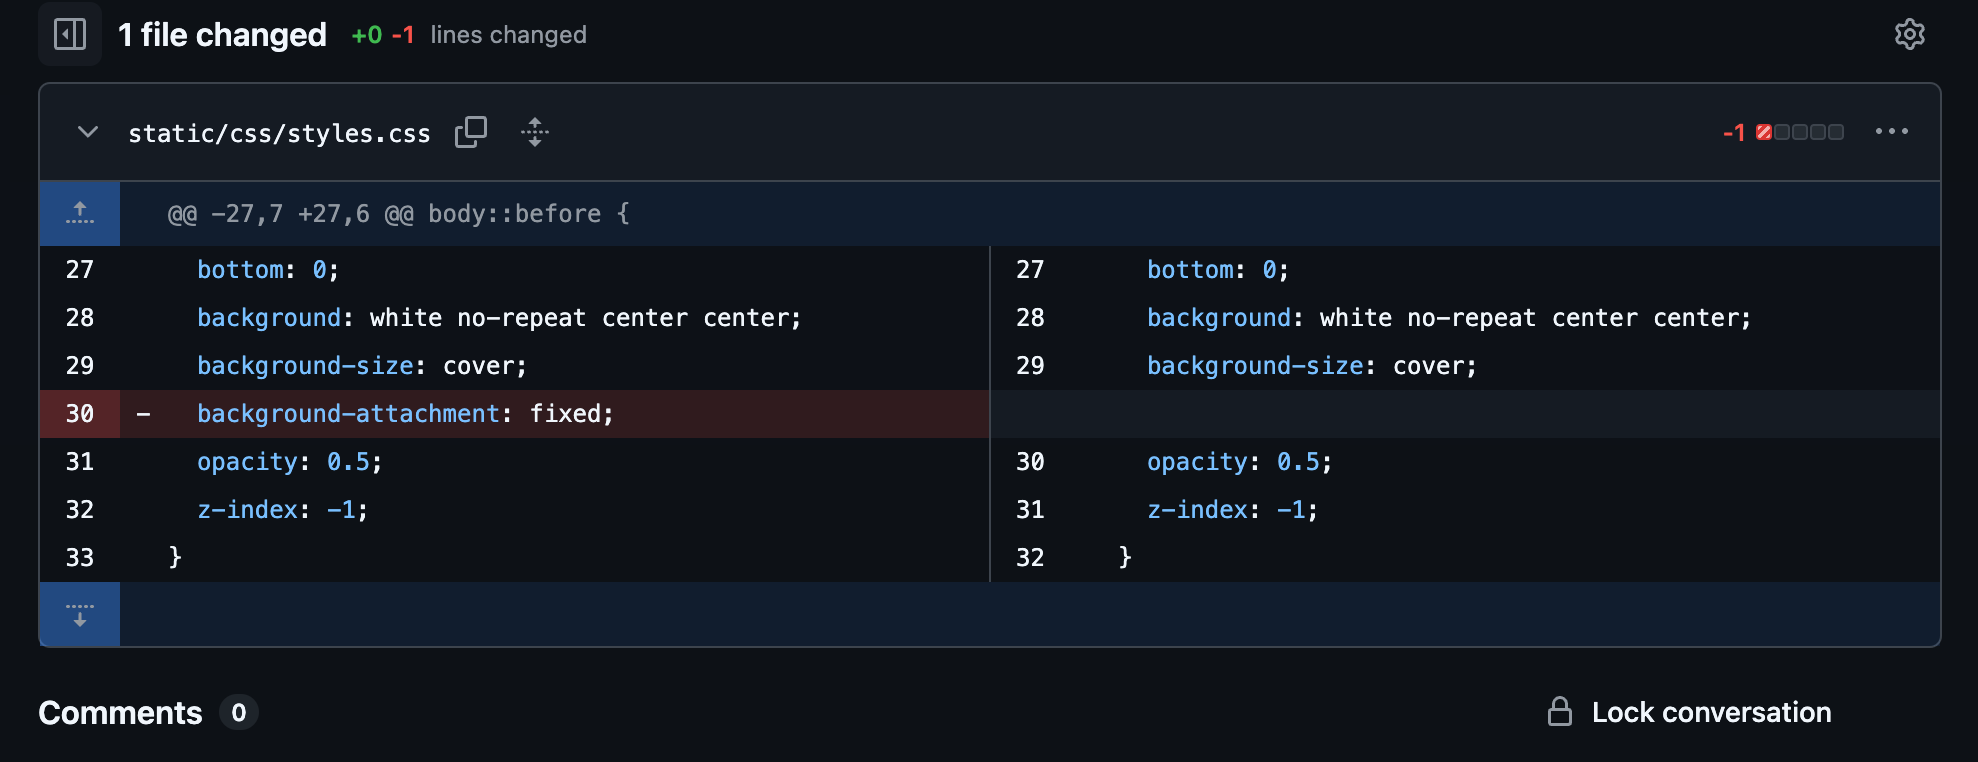 1 file changed +0 -1 lines changed
static/css/styles.css -1
@@ -27,7 +27,6 @@ body::before {
27 bottom: 0; 27 bottom: 0;
28 background: white no-repeat center center; 28 background: white no-repeat center center;
29 background-size: cover; 29 background-size: cover;
30 - background-attachment: fixed;
31 opacity: 0.5; 30 opacity: 0.5;
32 z-index: -1; 31 z-index: -1;
33 } 32 }
Comments 0 Lock conversation